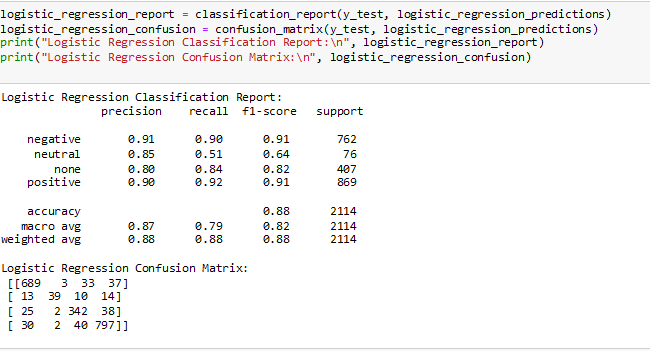 logistic_regression_report = classification_report(y_test, logistic_regression_predictions)
logistic_regression_confusion = confusion_matrix(y_test, logistic_regression_predictions)
print("Logistic Regression Classification Report:\n", logistic_regression_report)
print("Logistic Regression Confusion Matrix:\n", logistic_regression_confusion)
Logistic Regression Classification Report:
precision recall f1-score support
negative 0.91 0.90 0.91 762
neutral 0.85 0.51 0.64 76
none 0.80 0.84 0.82 407
positive 0.90 0.92 0.91 869
accuracy 0.88 2114
macro avg 0.87 0.79 0.82 2114
weighted avg 0.88 0.88 0.88 2114
Logistic Regression Confusion Matrix:
[[689 3 33 37]
[ 13 39 10 14]
[ 25 2 342 38]
[ 30 2 40 797]]